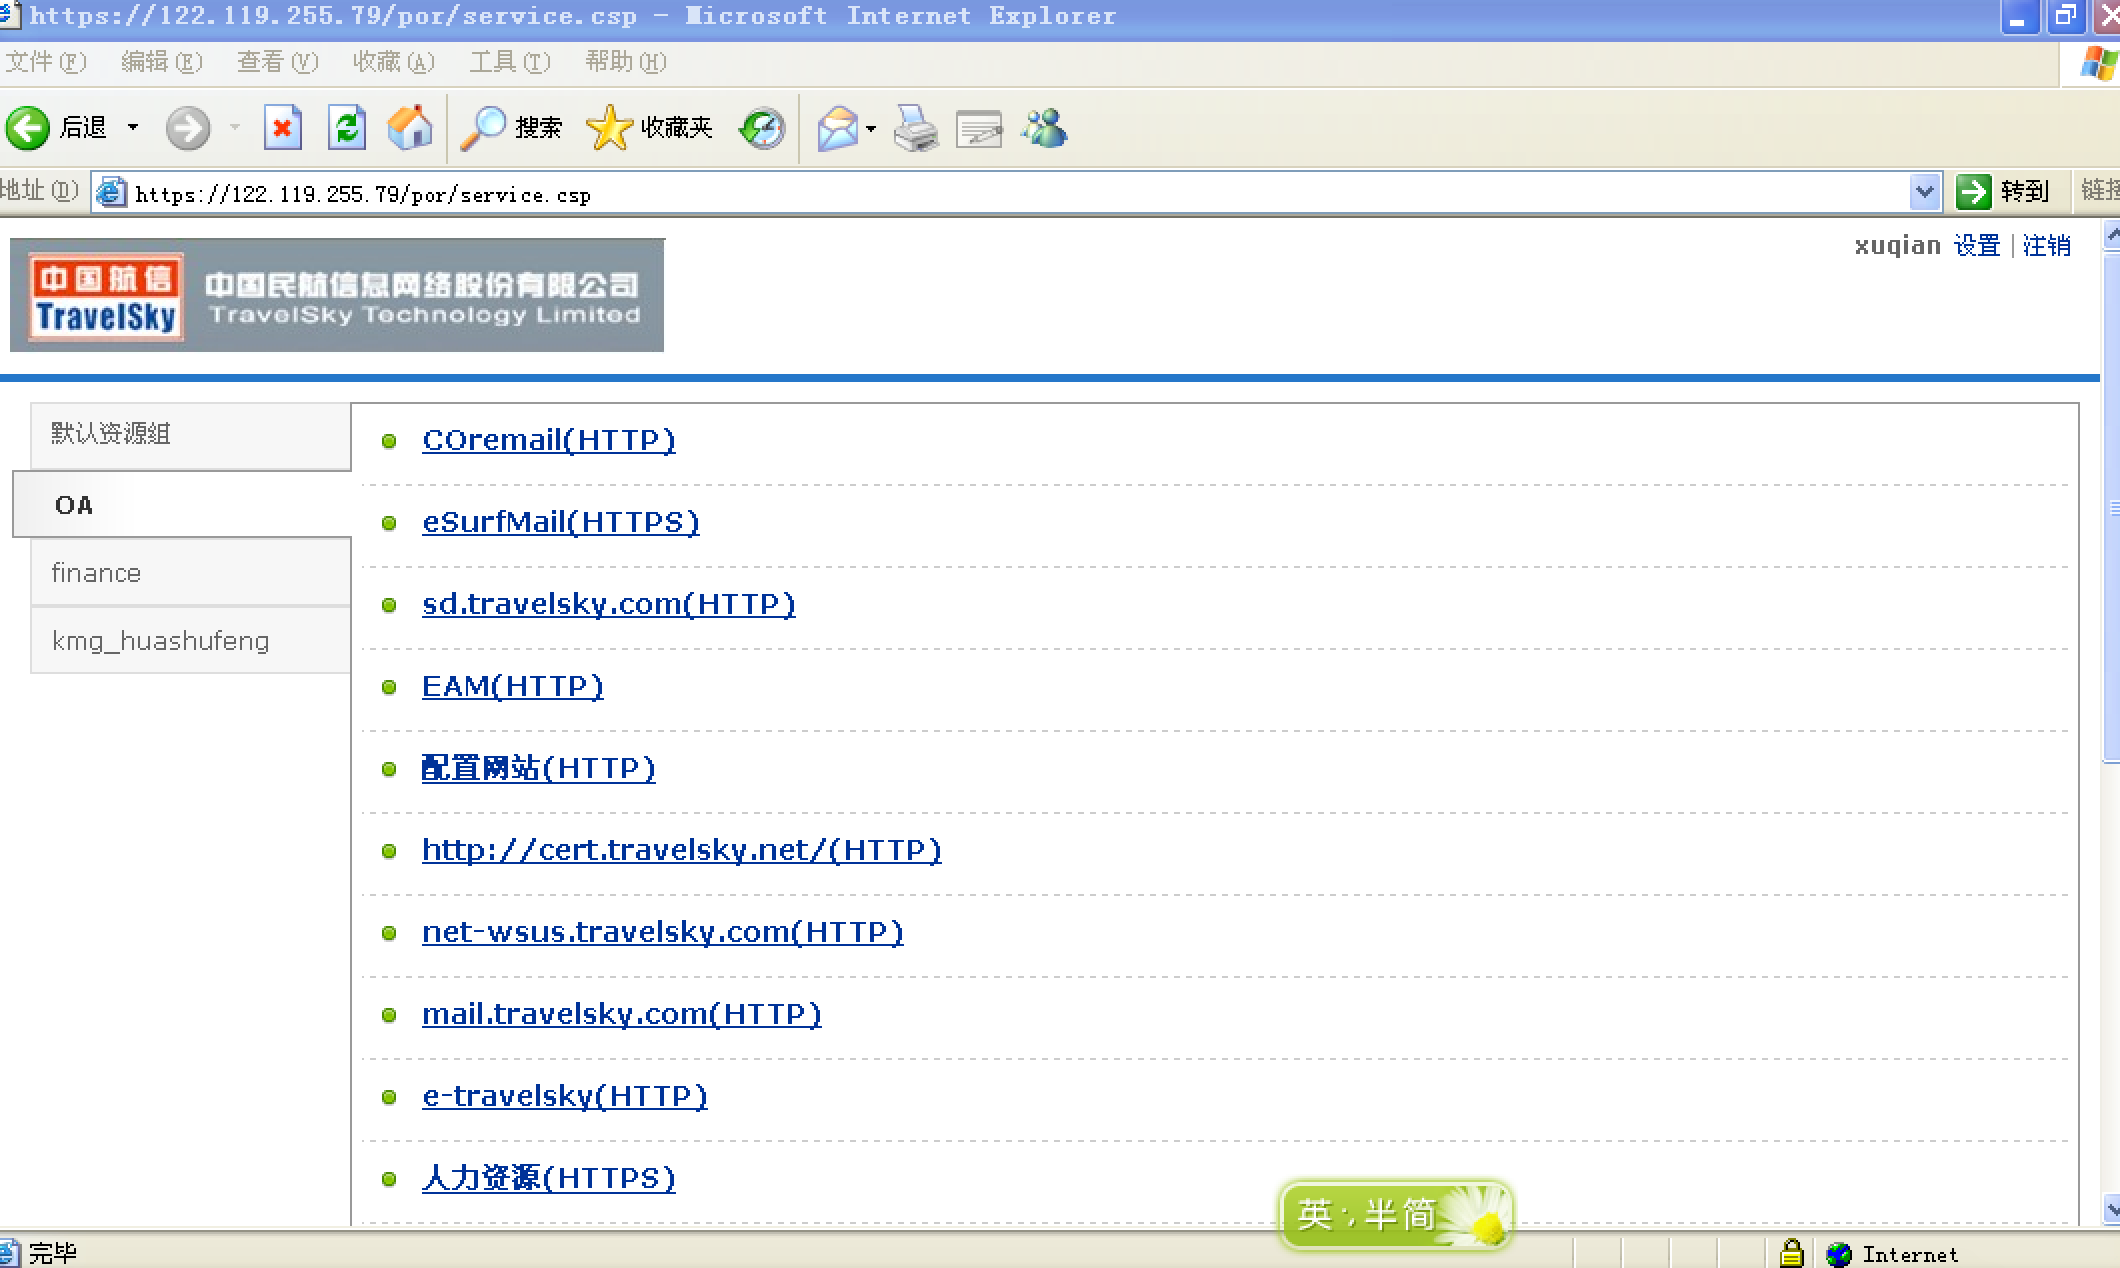 https://122.119.255.79/por/service.csp - Microsoft Internet Explorer
文件(F) 编辑(E) 查看(V) 收藏(A) 工具(T) 帮助(H)
后退 搜索 收藏夹
地址(D) https://122.119.255.79/por/service.csp 转到 链接
xuqian 设置 | 注销
中国航信 中国民航信息网络股份有限公司
TravelSky TravelSky Technology Limited
默认资源组
OA
finance
kmg_huashufeng
COremail(HTTP)
eSurfMail(HTTPS)
sd.travelsky.com(HTTP)
EAM(HTTP)
配置网站(HTTP)
http://cert.travelsky.net/(HTTP)
net-wsus.travelsky.com(HTTP)
mail.travelsky.com(HTTP)
e-travelsky(HTTP)
人力资源(HTTPS)
英·,半简
完毕 Internet